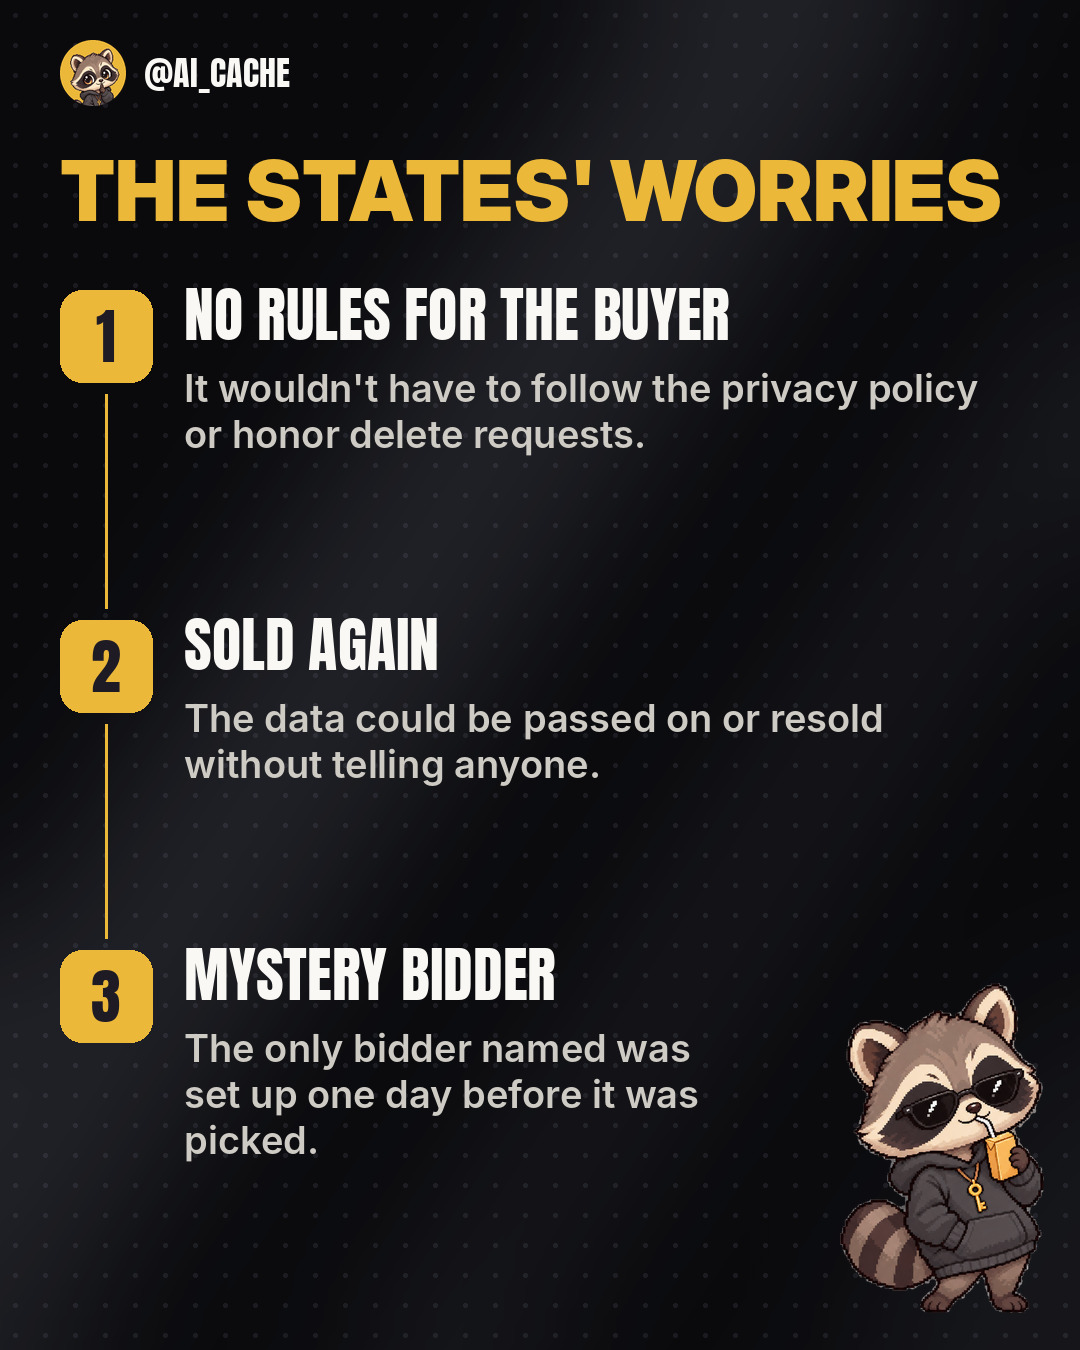 @AI_CACHE
THE STATES' WORRIES
1
NO RULES FOR THE BUYER
It wouldn't have to follow the privacy policy
or honor delete requests.
2
SOLD AGAIN
The data could be passed on or resold
without telling anyone.
3
MYSTERY BIDDER
The only bidder named was
set up one day before it was
picked.